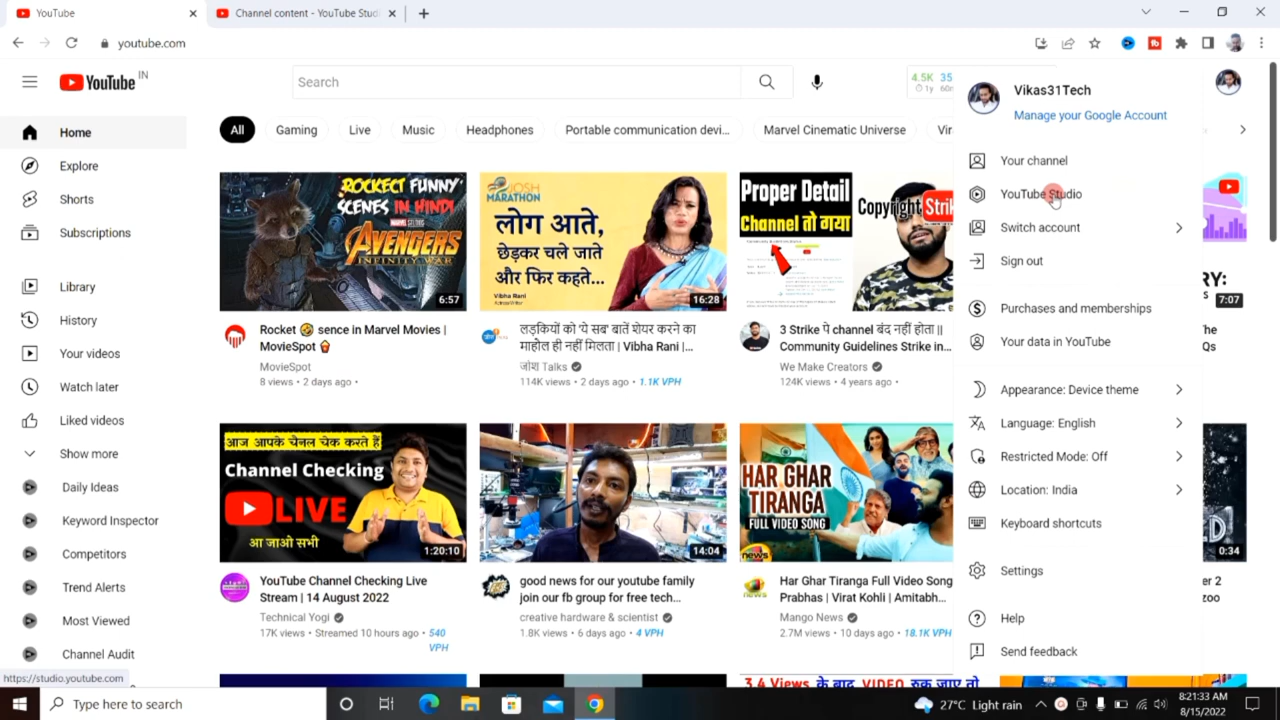 YouTube
Channel content - YouTube Studi
youtube.com
YouTube IN
Search
4.5K 35
1y 60m
Vikas31Tech
Manage your Google Account
All
Gaming
Live
Music
Headphones
Portable communication devi...
Marvel Cinematic Universe
Home
Explore
Shorts
Subscriptions
Library
History
Your videos
Watch later
Liked videos
Show more
Daily Ideas
Keyword Inspector
Competitors
Trend Alerts
Most Viewed
Channel Audit
ROCKECT FUNNY
SCENES IN HINDI
AVENGERS
INFINITY WAR
6:57
Rocket 🤣 sence in Marvel Movies |
MovieSpot 🍿
MovieSpot
8 views • 2 days ago •
JOSH
MARATHON
लोग आते,
छेड़कर चले जाते
और फिर कहते...
Vibha Rani
16:28
लड़कियों को 'ये सब' बातें शेयर करने का
माहौल ही नहीं मिलता | Vibha Rani |...
जोश Talks
114K views • 2 days ago • 1.1K VPH
Proper Detail
Channel तो गया
Copyright Strik
3 Strike पे channel बंद नहीं होता ||
Community Guidelines Strike in...
We Make Creators
124K views • 4 years ago •
7:07
आज आपके चैनल चेक करते हैं
Channel Checking
LIVE
आ जाओ सभी
1:20:10
YouTube Channel Checking Live
Stream | 14 August 2022
Technical Yogi
17K views • Streamed 10 hours ago • 540
VPH
14:04
good news for our youtube family
join our fb group for free tech...
creative hardware & scientist
1.8K views • 6 days ago • 4 VPH
HAR GHAR
TIRANGA
FULL VIDEO SONG
news
Har Ghar Tiranga Full Video Song
Prabhas | Virat Kohli | Amitabh...
Mango News
2.7M views • 10 days ago • 18.1K VPH
0:34
3.4 Views के बाद VIDEO रुक जाए तो
Your channel
YouTube Studio
Switch account
Sign out
Purchases and memberships
Your data in YouTube
Appearance: Device theme
Language: English
Restricted Mode: Off
Location: India
Keyboard shortcuts
Settings
Help
Send feedback
https://studio.youtube.com
Type here to search
27°C Light rain
8:21:33 AM
8/15/2022